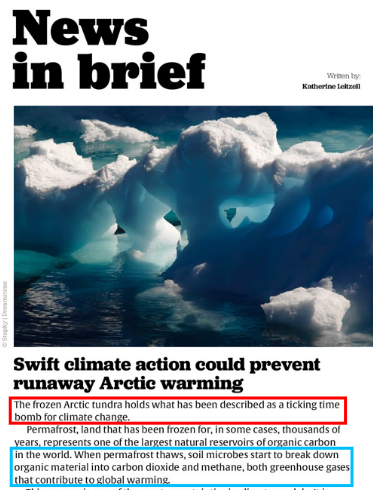 News
in brief
Written by:
Katherine Leitzell
Swift climate action could prevent
runaway Arctic warming
The frozen Arctic tundra holds what has been described as a ticking time
bomb for climate change.
Permafrost, land that has been frozen for, in some cases, thousands of
years, represents one of the largest natural reservoirs of organic carbon
in the world. When permafrost thaws, soil microbes start to break down
organic material into carbon dioxide and methane, both greenhouse gases
that contribute to global warming.